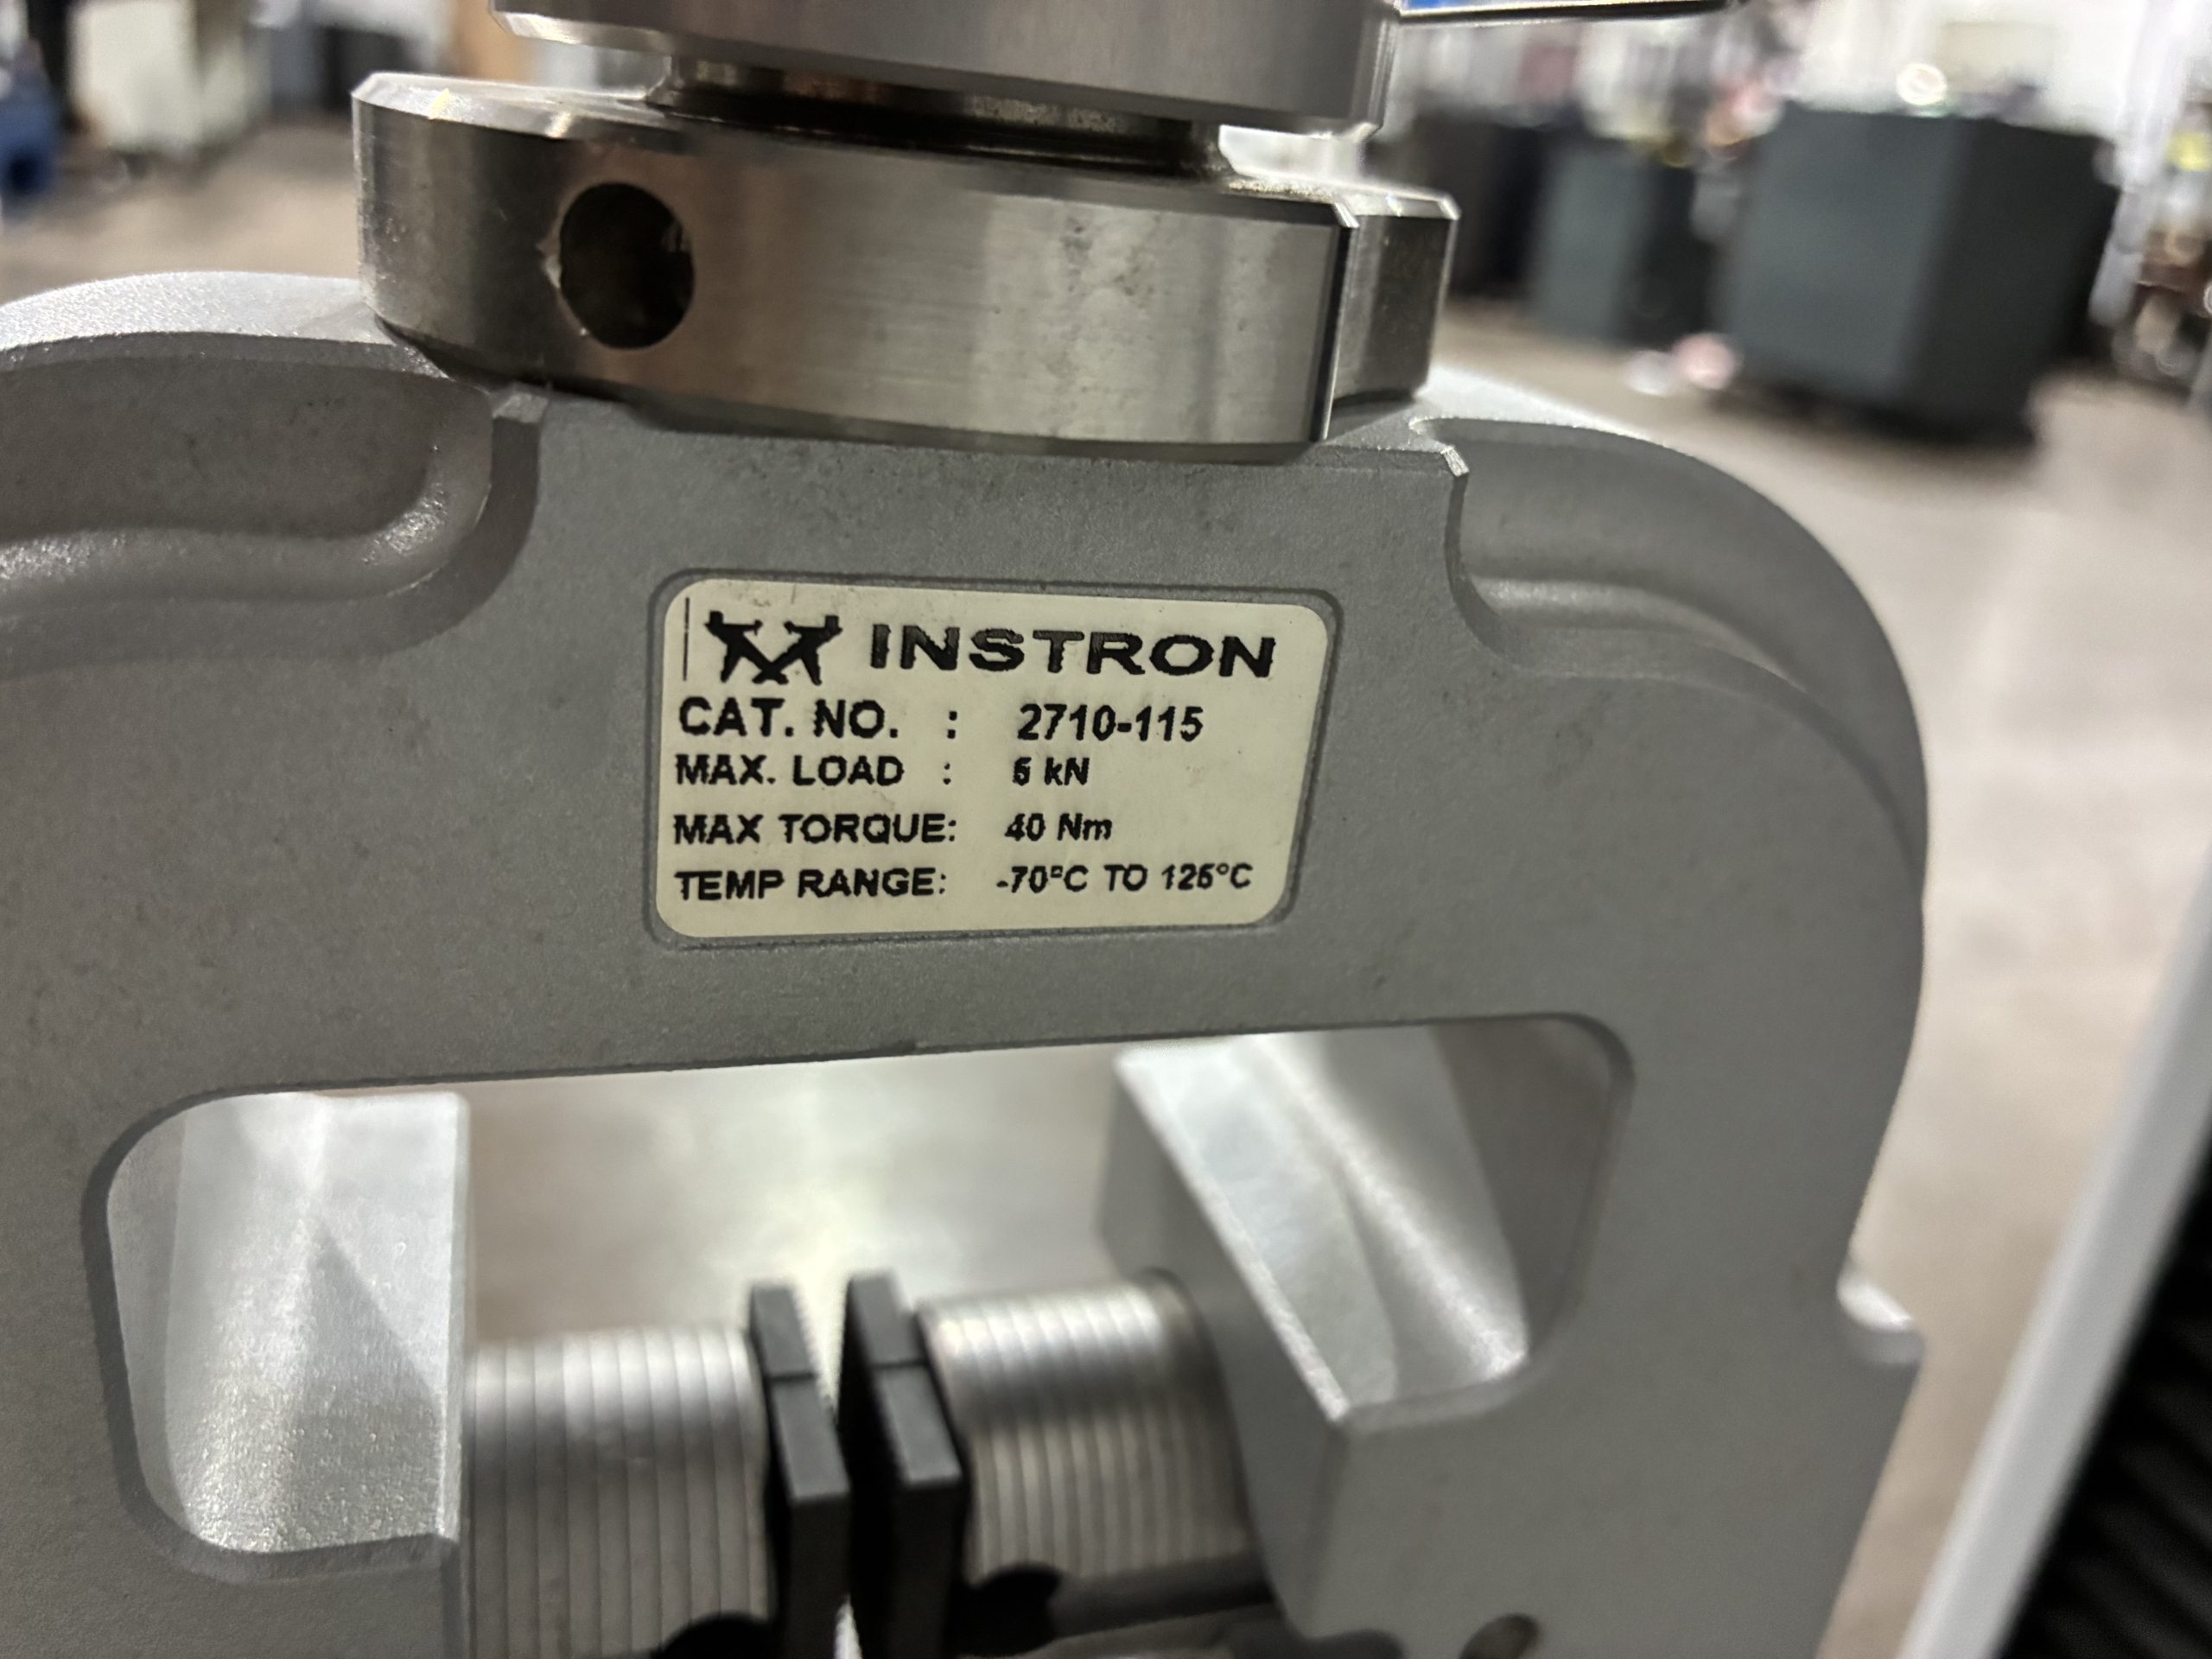 INSTRON
CAT. NO. : 2710-115
MAX. LOAD : 5 kN
MAX TORQUE: 40 Nm
TEMP RANGE: -70°C TO 125°C